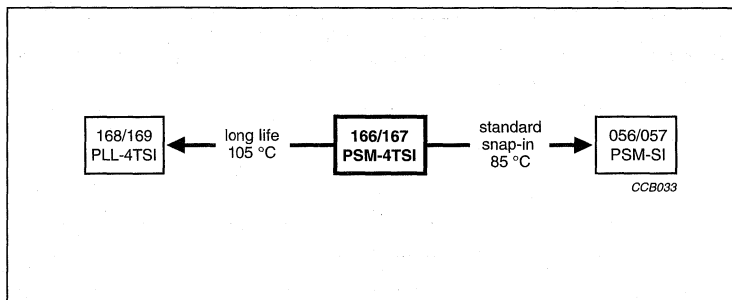 168/169
PLL-4TSI
long life
105 °C
166/167
PSM-4TSI
standard
snap-in
85 °C
056/057
PSM-SI
CCB033